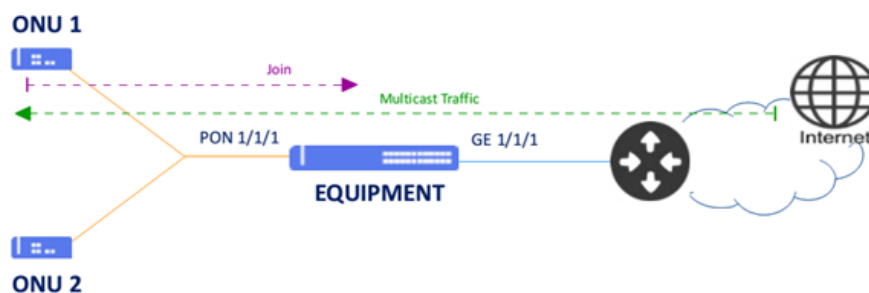 ONU 1
Join
Multicast Traffic
Internet
PON 1/1/1
GE 1/1/1
EQUIPMENT
ONU 2